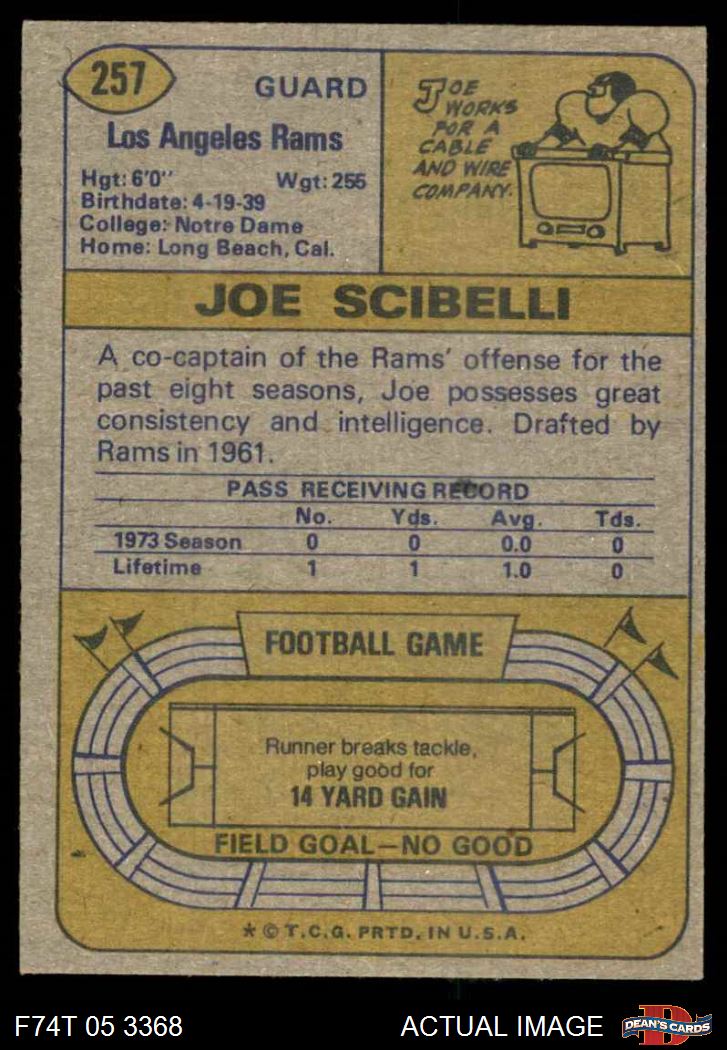 257
GUARD
Los Angeles Rams
Hgt: 6'0" Wgt: 255
Birthdate: 4-19-39
College: Notre Dame
Home: Long Beach, Cal.
JOE
WORKS
FOR A
CABLE
AND WIRE
COMPANY.
JOE SCIBELLI
A co-captain of the Rams' offense for the
past eight seasons, Joe possesses great
consistency and intelligence. Drafted by
Rams in 1961.
PASS RECEIVING RECORD
No. Yds. Avg. Tds.
1973 Season 0 0 0.0 0
Lifetime 1 1 1.0 0
FOOTBALL GAME
Runner breaks tackle,
play good for
14 YARD GAIN
FIELD GOAL—NO GOOD
* © T.C.G. PRTD. IN U.S.A.
F74T 05 3368 ACTUAL IMAGE
D
DEAN'S CARDS